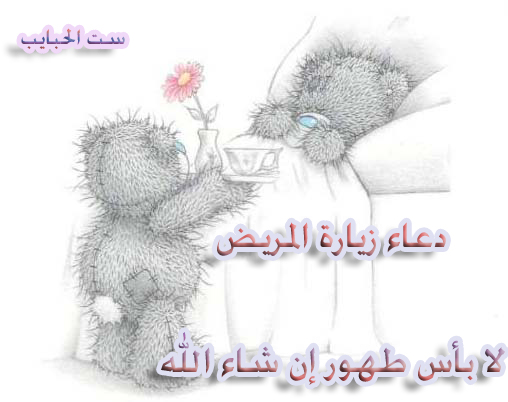 ست الحبايب
دعاء زيارة المريض
لا بأس طهور إن شاء الله